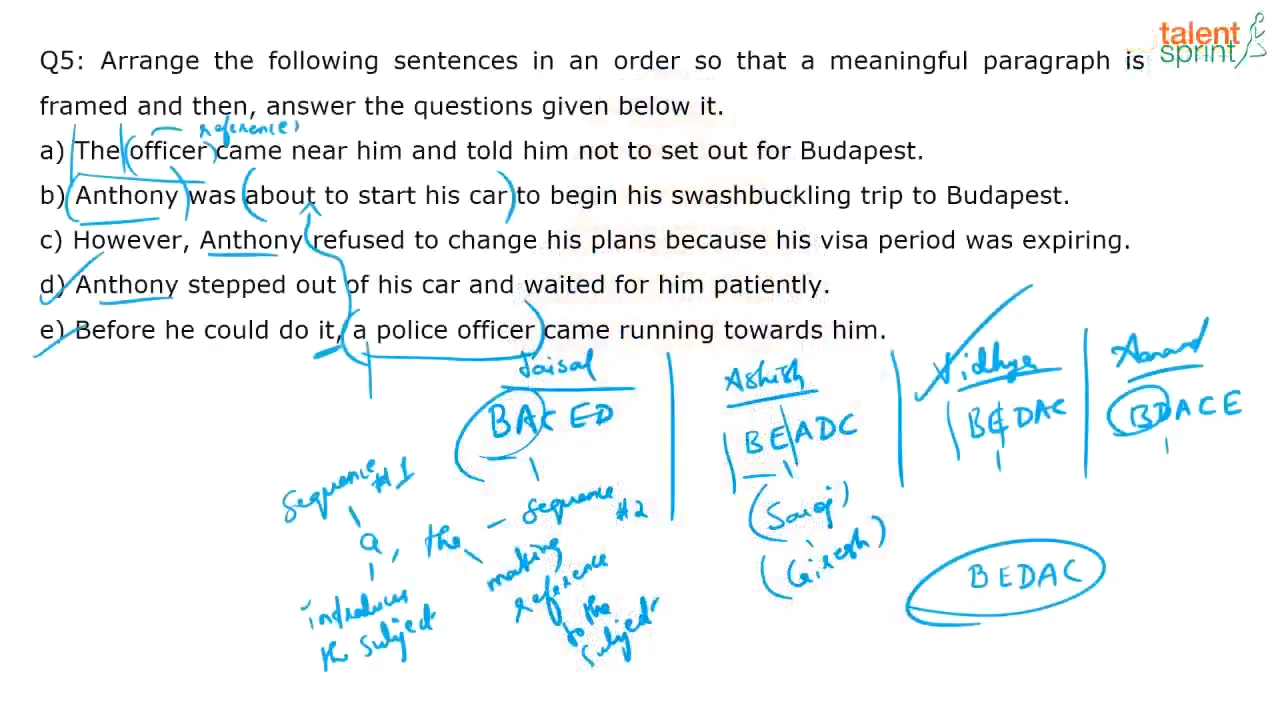 talent
sprint
Q5: Arrange the following sentences in an order so that a meaningful paragraph is
framed and then, answer the questions given below it.
reference
a) The officer came near him and told him not to set out for Budapest.
b) Anthony was about to start his car to begin his swashbuckling trip to Budapest.
c) However, Anthony refused to change his plans because his visa period was expiring.
d) Anthony stepped out of his car and waited for him patiently.
e) Before he could do it, a police officer came running towards him.
Jaisal
BACED
Ashish
BEADC
(Saroj)
(Giresh)
Vidhya
BEDAC
Anand
BDACE
Sequence #1
a, the - Sequence #2
introduces
the subject
making
reference
to the
subject
BEDAC